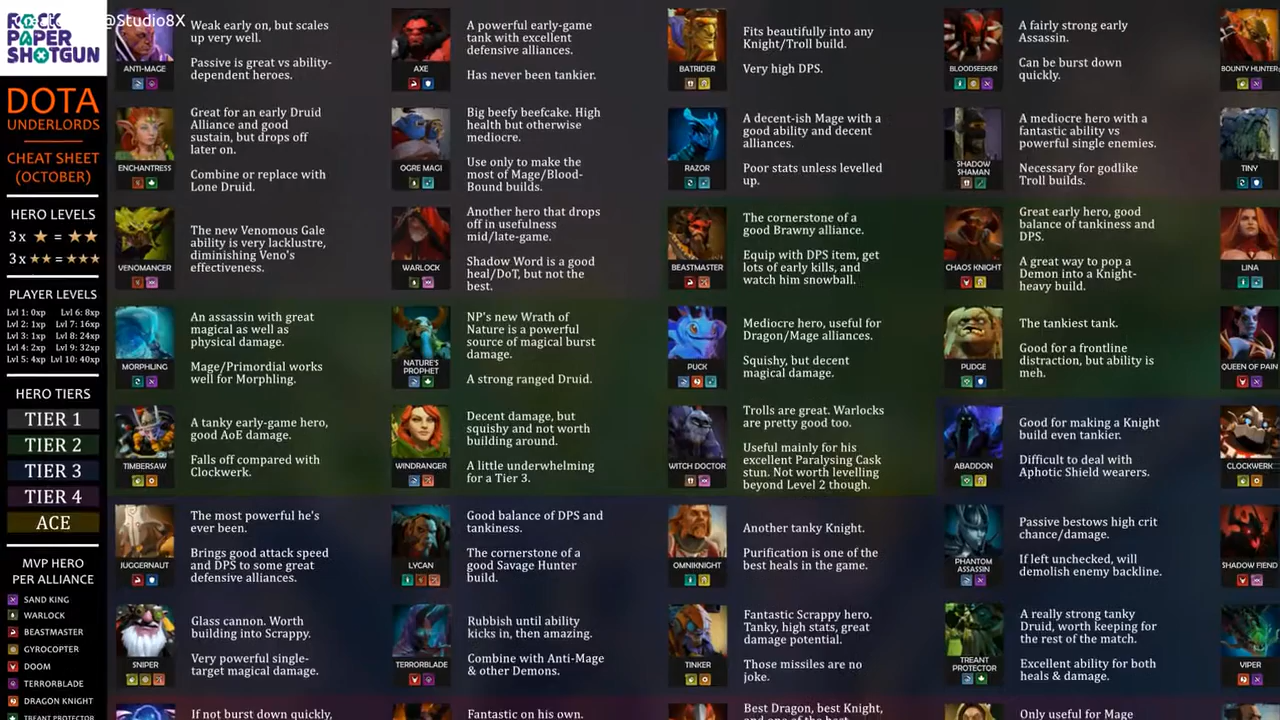 @Studio8X
ROCK
PAPER
SHOTGUN
DOTA
UNDERLORDS
CHEAT SHEET
(OCTOBER)
HERO LEVELS
3x ★ = ★★
3x ★★ = ★★★
PLAYER LEVELS
Lvl 1: 0xp Lvl 6: 8xp
Lvl 2: 1xp Lvl 7: 16xp
Lvl 3: 1xp Lvl 8: 24xp
Lvl 4: 2xp Lvl 9: 32xp
Lvl 5: 4xp Lvl 10: 40xp
HERO TIERS
TIER 1
TIER 2
TIER 3
TIER 4
ACE
MVP HERO
PER ALLIANCE
SAND KING
WARLOCK
BEASTMASTER
GYROCOPTER
DOOM
TERRORBLADE
DRAGON KNIGHT
TREANT PROTECTOR
ANTI-MAGE
Weak early on, but scales
up very well.
Passive is great vs ability-
dependent heroes.
AXE
A powerful early-game
tank with excellent
defensive alliances.
Has never been tankier.
BATRIDER
Fits beautifully into any
Knight/Troll build.
Very high DPS.
BLOODSEEKER
A fairly strong early
Assassin.
Can be burst down
quickly.
BOUNTY HUNTER
ENCHANTRESS
Great for an early Druid
Alliance and good
sustain, but drops off
later on.
Combine or replace with
Lone Druid.
OGRE MAGI
Big beefy beefcake. High
health but otherwise
mediocre.
Use only to make the
most of Mage/Blood-
Bound builds.
RAZOR
A decent-ish Mage with a
good ability and decent
alliances.
Poor stats unless levelled
up.
SHADOW
SHAMAN
A mediocre hero with a
fantastic ability vs
powerful single enemies.
Necessary for godlike
Troll builds.
TINY
VENOMANCER
The new Venomous Gale
ability is very lacklustre,
diminishing Veno's
effectiveness.
WARLOCK
Another hero that drops
off in usefulness
mid/late-game.
Shadow Word is a good
heal/DoT, but not the
best.
BEASTMASTER
The cornerstone of a
good Brawny alliance.
Equip with DPS item, get
lots of early kills, and
watch him snowball.
CHAOS KNIGHT
Great early hero, good
balance of tankiness and
DPS.
A great way to pop a
Demon into a Knight-
heavy build.
LINA
MORPHLING
An assassin with great
magical as well as
physical damage.
Mage/Primordial works
well for Morphling.
NATURE'S
PROPHET
NP's new Wrath of
Nature is a powerful
source of magical burst
damage.
A strong ranged Druid.
PUCK
Mediocre hero, useful for
Dragon/Mage alliances.
Squishy, but decent
magical damage.
PUDGE
The tankiest tank.
Good for a frontline
distraction, but ability is
meh.
QUEEN OF PAIN
TIMBERSAW
A tanky early-game hero,
good AoE damage.
Falls off compared with
Clockwerk.
WINDRANGER
Decent damage, but
squishy and not worth
building around.
A little underwhelming
for a Tier 3.
WITCH DOCTOR
Trolls are great. Warlocks
are pretty good too.
Useful mainly for his
excellent Paralysing Cask
stun. Not worth levelling
beyond Level 2 though.
ABADDON
Good for making a Knight
build even tankier.
Difficult to deal with
Aphotic Shield wearers.
CLOCKWERK
JUGGERNAUT
The most powerful he's
ever been.
Brings good attack speed
and DPS to some great
defensive alliances.
LYCAN
Good balance of DPS and
tankiness.
The cornerstone of a
good Savage Hunter
build.
OMNIKNIGHT
Another tanky Knight.
Purification is one of the
best heals in the game.
PHANTOM
ASSASSIN
Passive bestows high crit
chance/damage.
If left unchecked, will
demolish enemy backline.
SHADOW FIEND
SNIPER
Glass cannon. Worth
building into Scrappy.
Very powerful single-
target magical damage.
TERRORBLADE
Rubbish until ability
kicks in, then amazing.
Combine with Anti-Mage
& other Demons.
TINKER
Fantastic Scrappy hero.
Tanky, high stats, great
damage potential.
Those missiles are no
joke.
TREANT
PROTECTOR
A really strong tanky
Druid, worth keeping for
the rest of the match.
Excellent ability for both
heals & damage.
VIPER
If not burst down quickly,
Fantastic on his own.
Best Dragon, best Knight,
and one of the best
Only useful for Mage